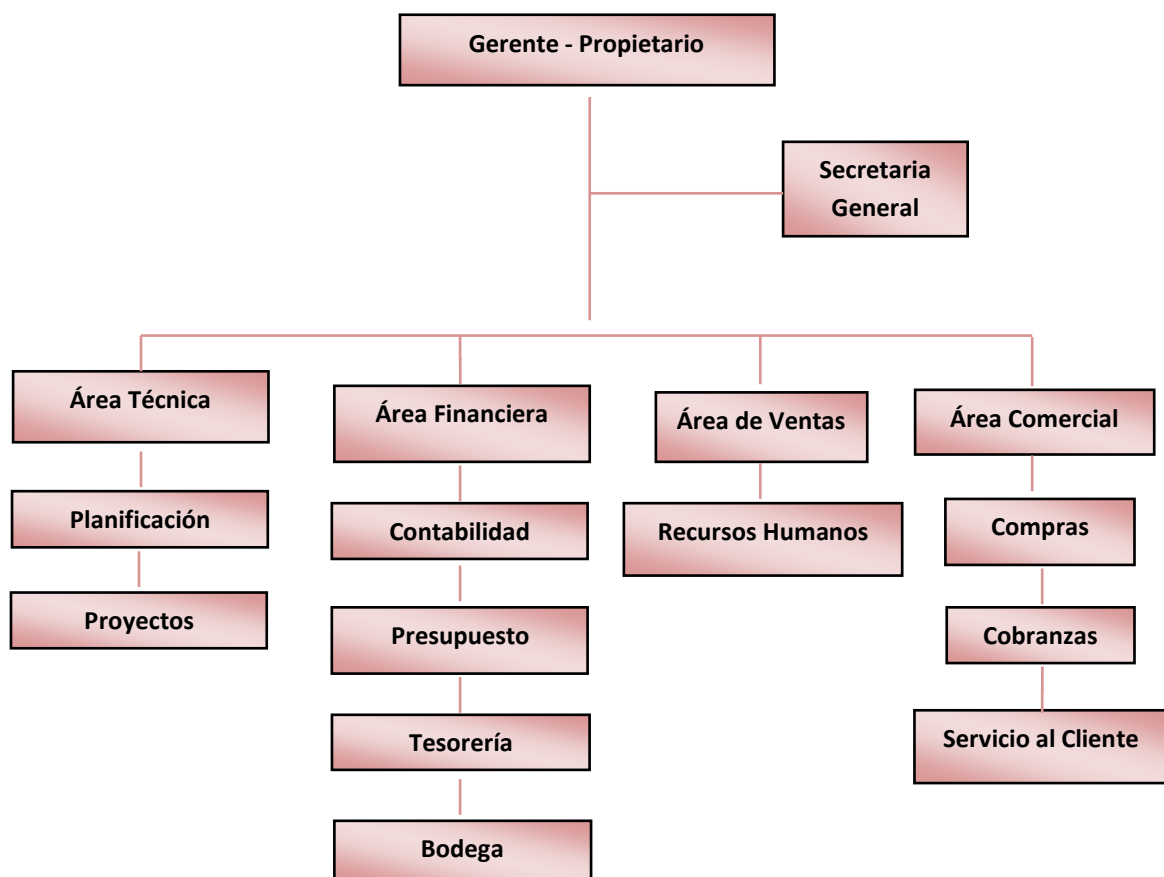 Gerente - Propietario
Secretaria
General
Área Técnica
Área Financiera
Área de Ventas
Área Comercial
Planificación
Contabilidad
Recursos Humanos
Compras
Proyectos
Presupuesto
Cobranzas
Tesorería
Servicio al Cliente
Bodega